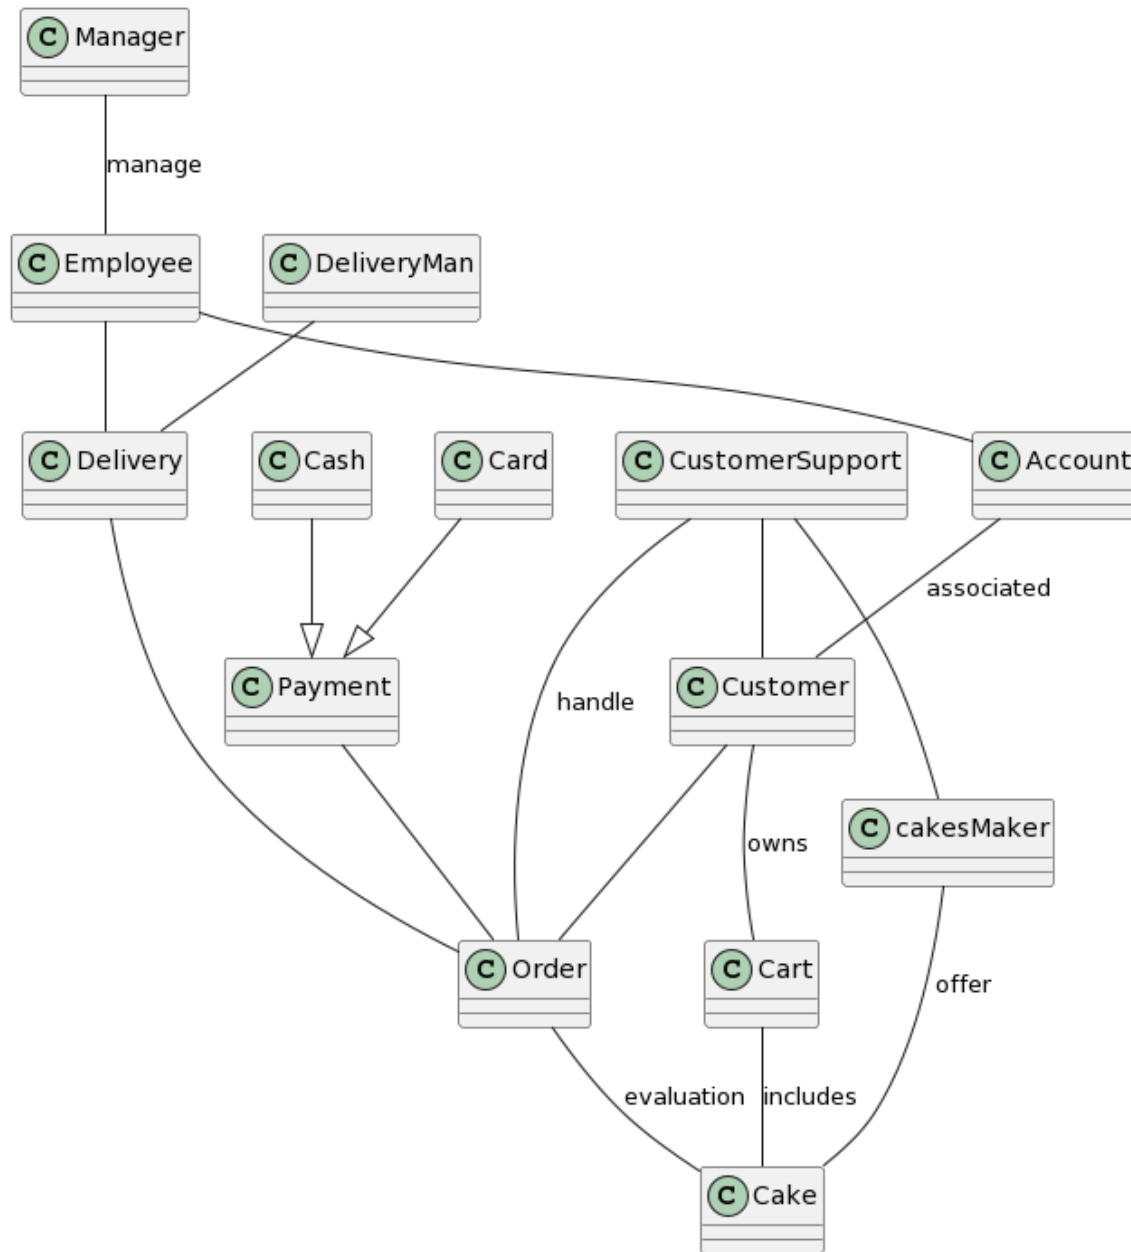 C Manager
manage
C Employee
C DeliveryMan
C Delivery
C Cash
C Card
C CustomerSupport
C Account
associated
C Payment
handle
C Customer
owns
C cakesMaker
C Order
C Cart
offer
evaluation
includes
C Cake